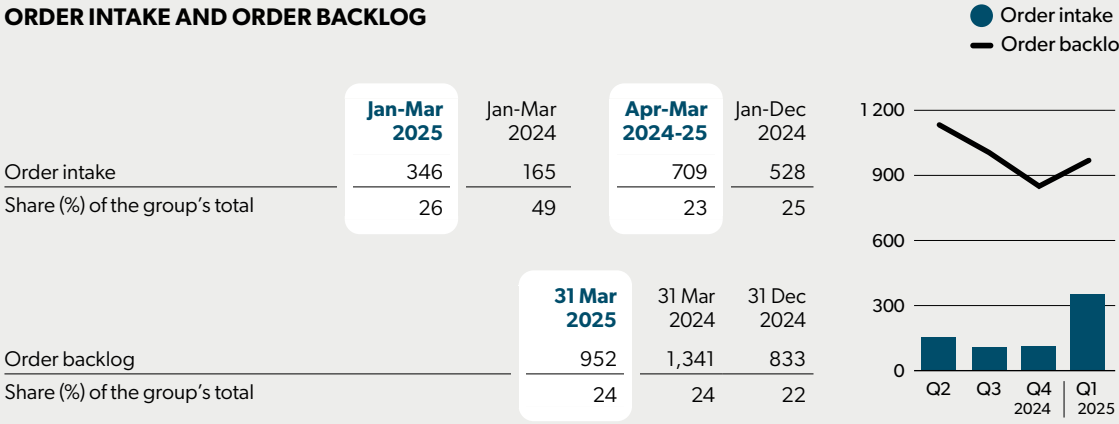 ORDER INTAKE AND ORDER BACKLOG
Order intake
Order backlo
Jan-Mar 2025 Jan-Mar 2024 Apr-Mar 2024-25 Jan-Dec 2024
Order intake 346 165 709 528
Share (%) of the group’s total 26 49 23 25
31 Mar 2025 31 Mar 2024 31 Dec 2024
Order backlog 952 1,341 833
Share (%) of the group’s total 24 24 22
1 200
900
600
300
0
Q2 Q3 Q4 Q1
2024 2025